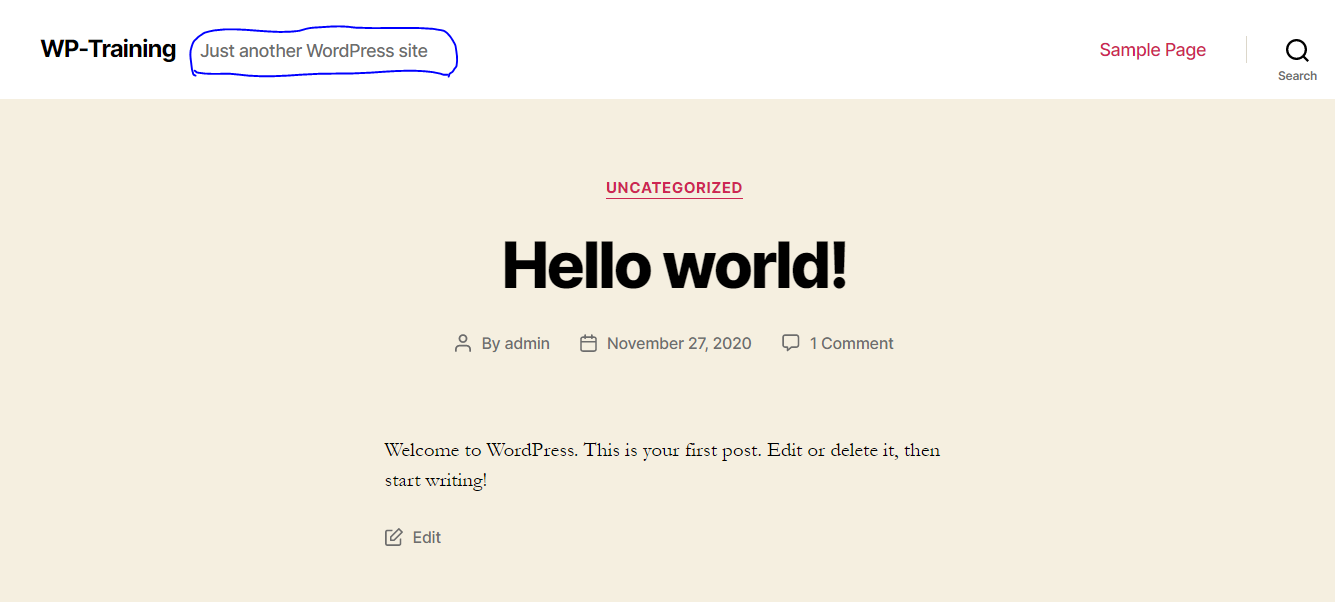 WP-Training Just another WordPress site Sample Page
Search
UNCATEGORIZED
Hello world!
By admin November 27, 2020 1 Comment
Welcome to WordPress. This is your first post. Edit or delete it, then
start writing!
Edit